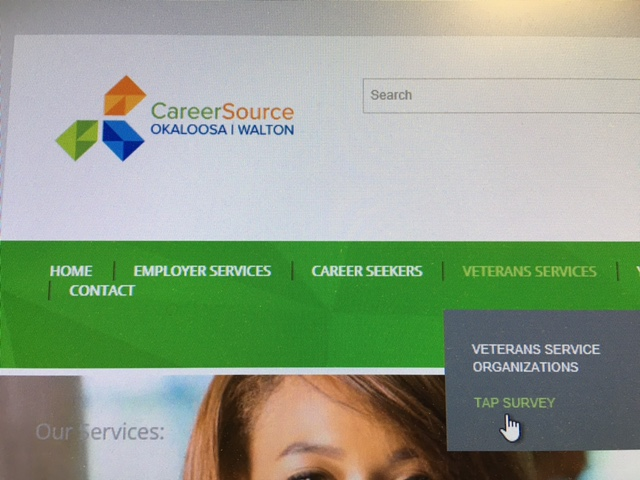 CareerSource
OKALOOSA | WALTON
Search
HOME
EMPLOYER SERVICES
CAREER SEEKERS
VETERANS SERVICES
CONTACT
VETERANS SERVICE
ORGANIZATIONS
TAP SURVEY
Our Services: